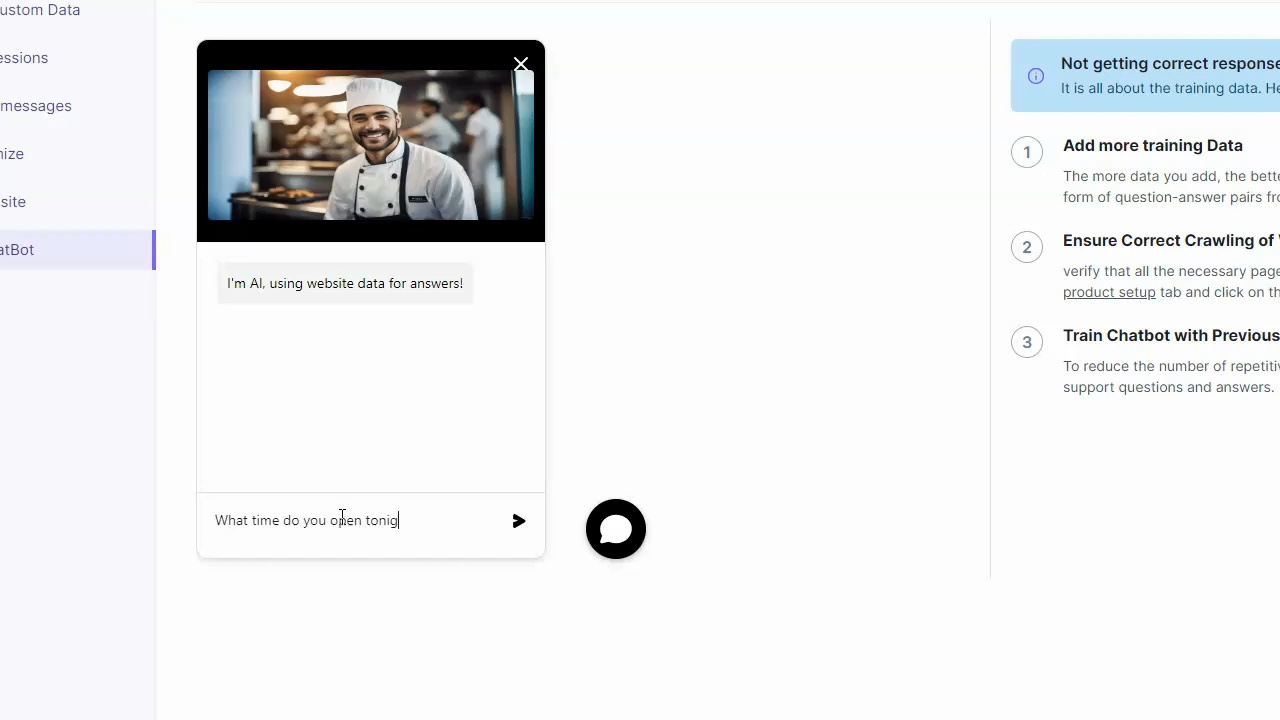 ustom Data
essions
messages
nize
site
atBot
I'm AI, using website data for answers!
What time do you open tonig
Not getting correct response
It is all about the training data. He
1
Add more training Data
The more data you add, the bette
form of question-answer pairs fro
2
Ensure Correct Crawling of
verify that all the necessary page
product setup tab and click on th
3
Train Chatbot with Previous
To reduce the number of repetitiv
support questions and answers.